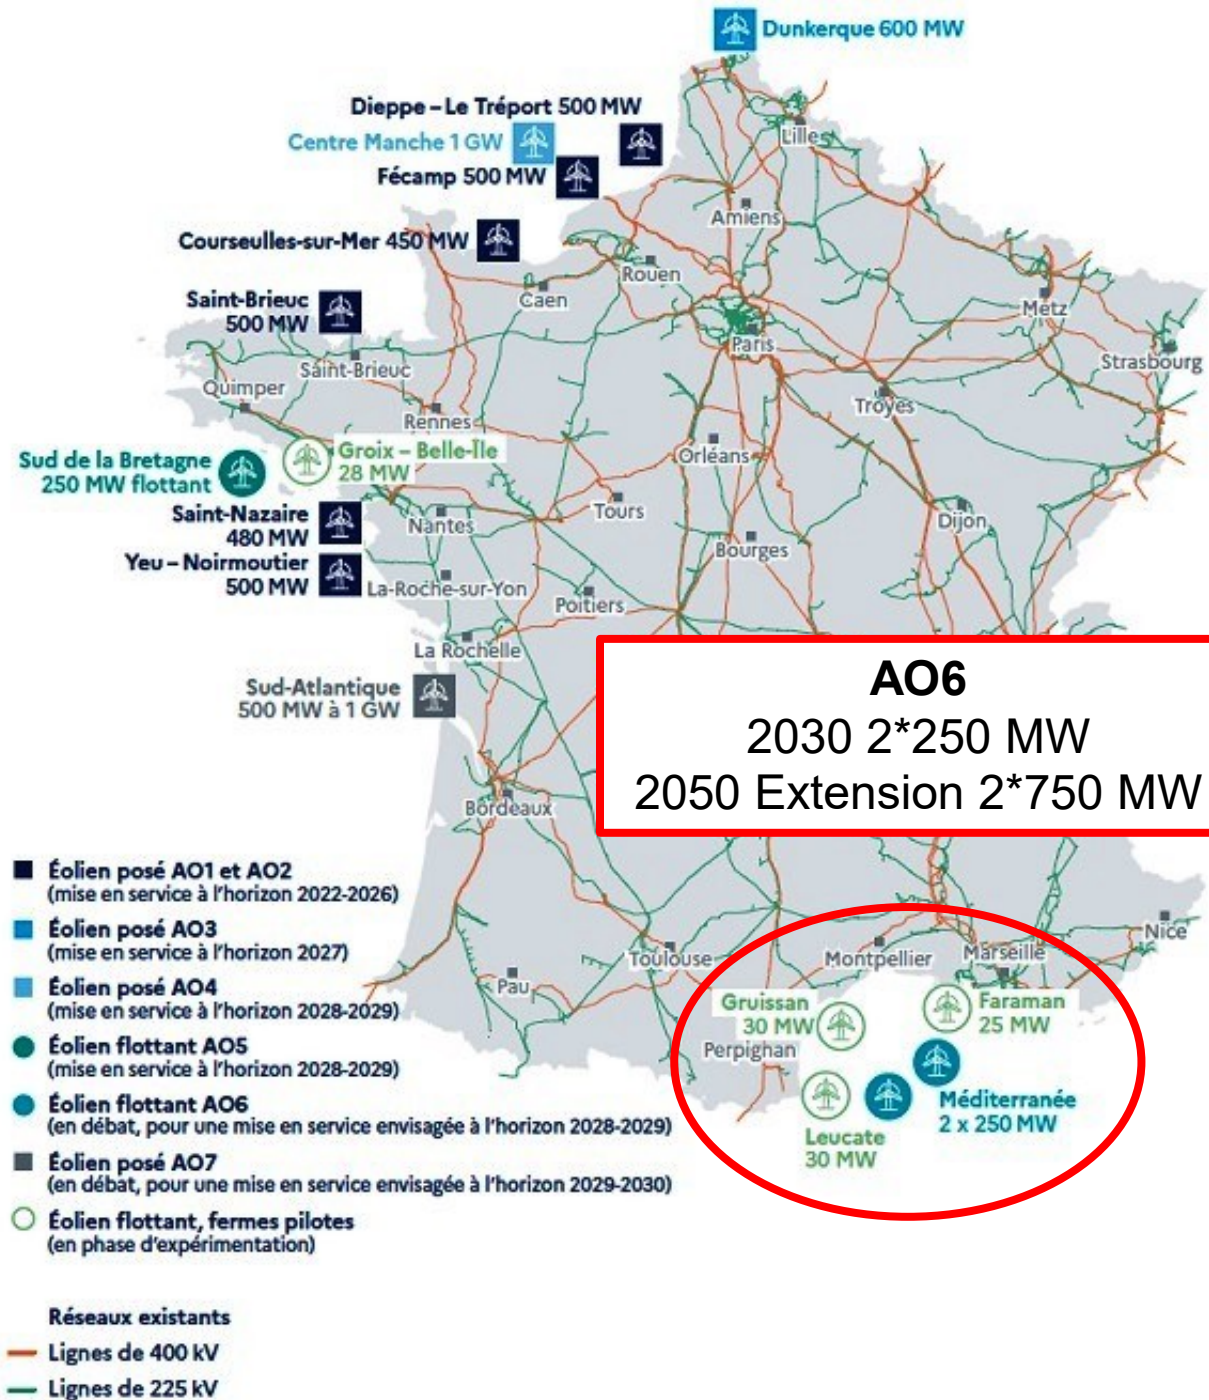 Dunkerque 600 MW
Dieppe – Le Tréport 500 MW
Centre Manche 1 GW
Fécamp 500 MW
Lille
Amiens
Courseulles-sur-Mer 450 MW
Rouen
Caen
Metz
Saint-Brieuc
500 MW
Paris
Strasbourg
Saint-Brieuc
Quimper
Rennes
Troyes
Orléans
Groix – Belle-Île
28 MW
Sud de la Bretagne
250 MW flottant
Tours
Dijon
Saint-Nazaire
480 MW
Nantes
Bourges
Yeu – Noirmoutier
500 MW
La-Roche-sur-Yon
Poitiers
La Rochelle
Sud-Atlantique
500 MW à 1 GW
AO6
2030 2*250 MW
2050 Extension 2*750 MW
Bordeaux
Éolien posé AO1 et AO2
(mise en service à l'horizon 2022-2026)
Éolien posé AO3
(mise en service à l'horizon 2027)
Éolien posé AO4
(mise en service à l'horizon 2028-2029)
Éolien flottant AO5
(mise en service à l'horizon 2028-2029)
Éolien flottant AO6
(en débat, pour une mise en service envisagée à l'horizon 2028-2029)
Éolien posé AO7
(en débat, pour une mise en service envisagée à l'horizon 2029-2030)
Éolien flottant, fermes pilotes
(en phase d'expérimentation)
Nice
Toulouse
Montpellier
Marseille
Pau
Gruissan
30 MW
Faraman
25 MW
Perpighan
Méditerranée
2 x 250 MW
Leucate
30 MW
Réseaux existants
Lignes de 400 kV
Lignes de 225 kV